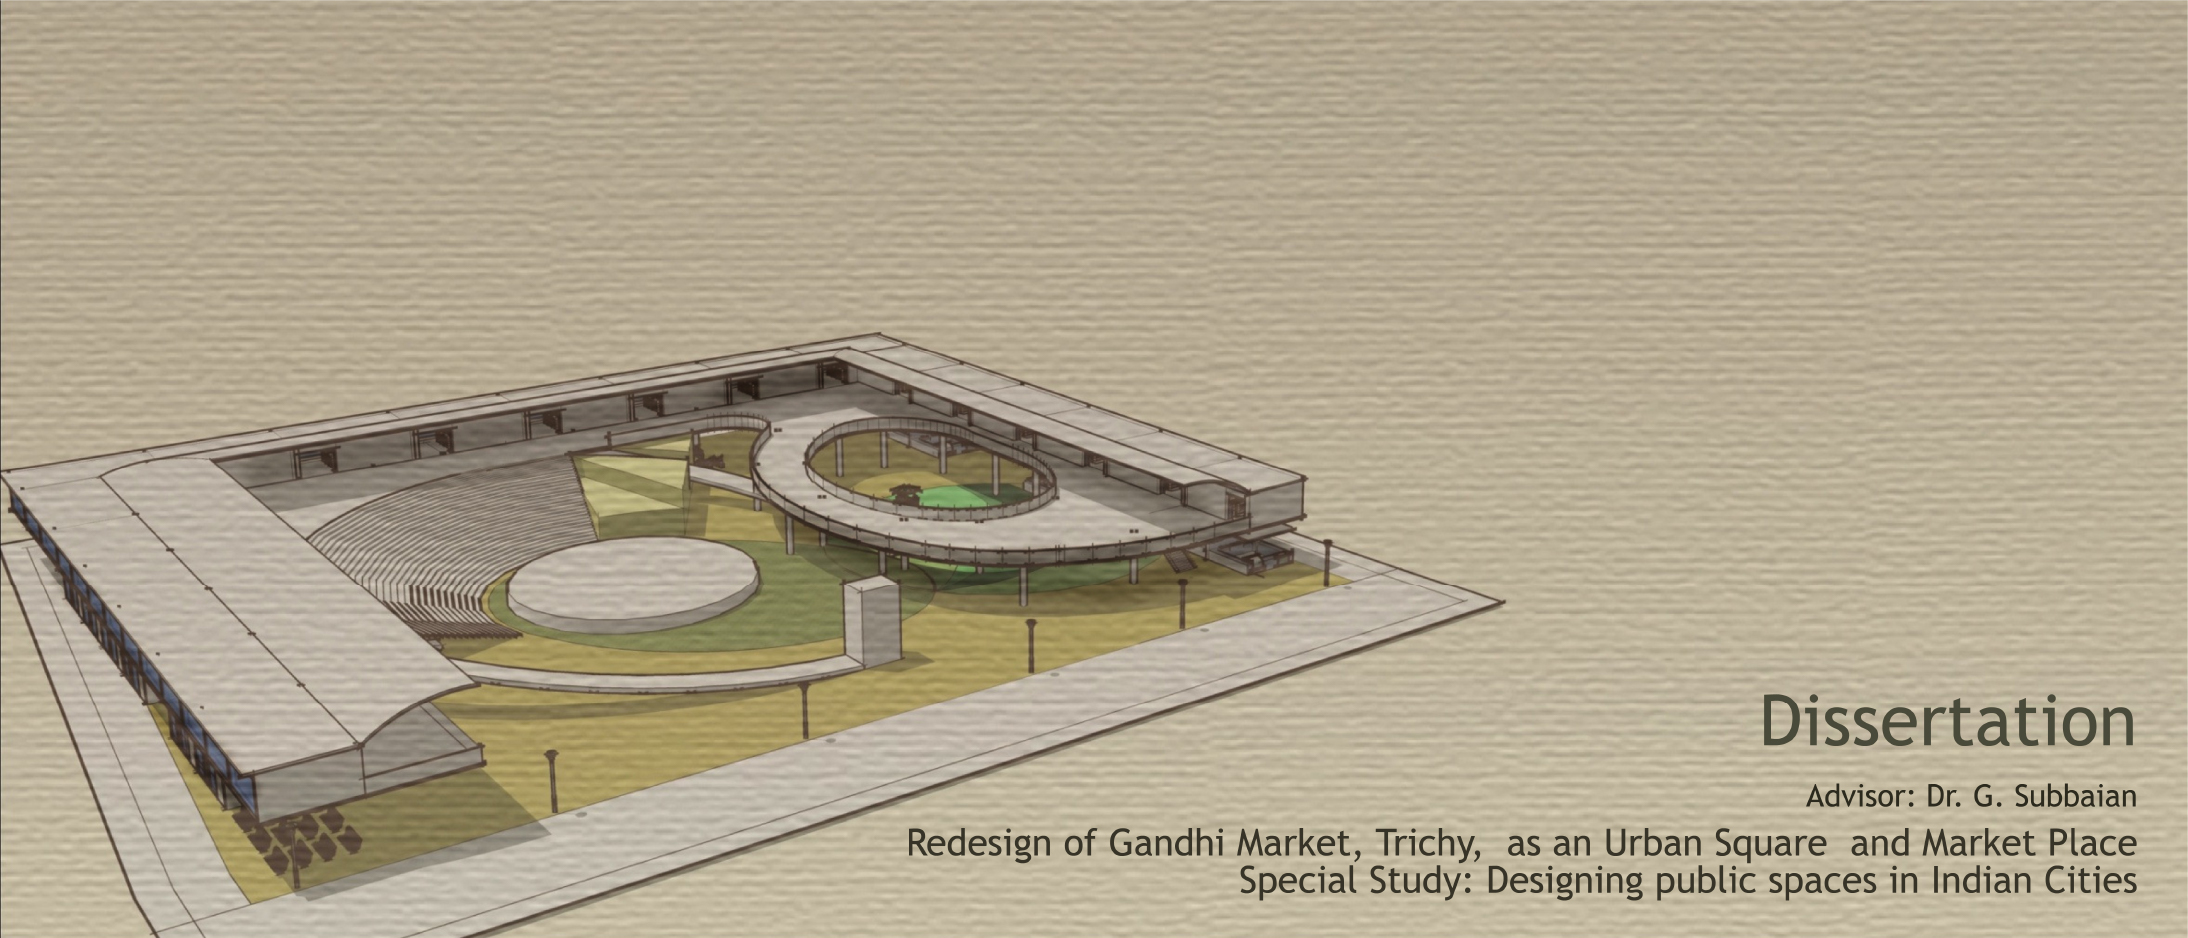 Dissertation
Advisor: Dr. G. Subbaian
Redesign of Gandhi Market, Trichy,  as an Urban Square  and Market Place
Special Study: Designing public spaces in Indian Cities